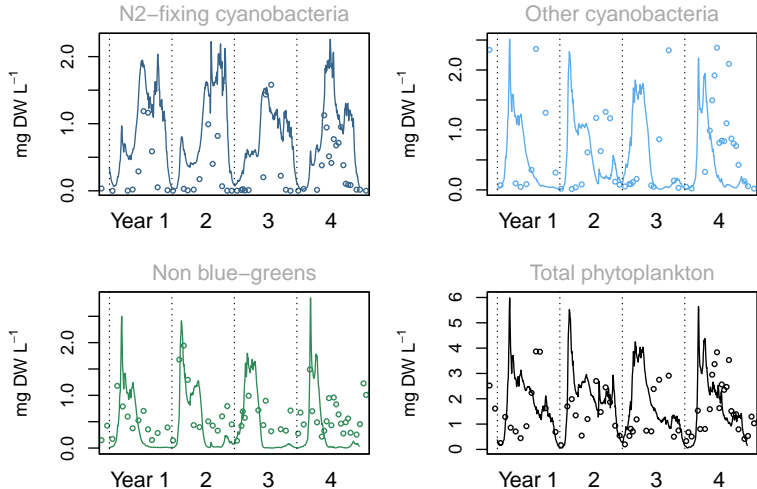 N2−fixing cyanobacteria
mg DW L−1
0.0 1.0 2.0
Year 1 2 3 4
Other cyanobacteria
mg DW L−1
0.0 1.0 2.0
Year 1 2 3 4
Non blue−greens
mg DW L−1
0.0 1.0 2.0
Year 1 2 3 4
Total phytoplankton
mg DW L−1
0 1 2 3 4 5 6
Year 1 2 3 4